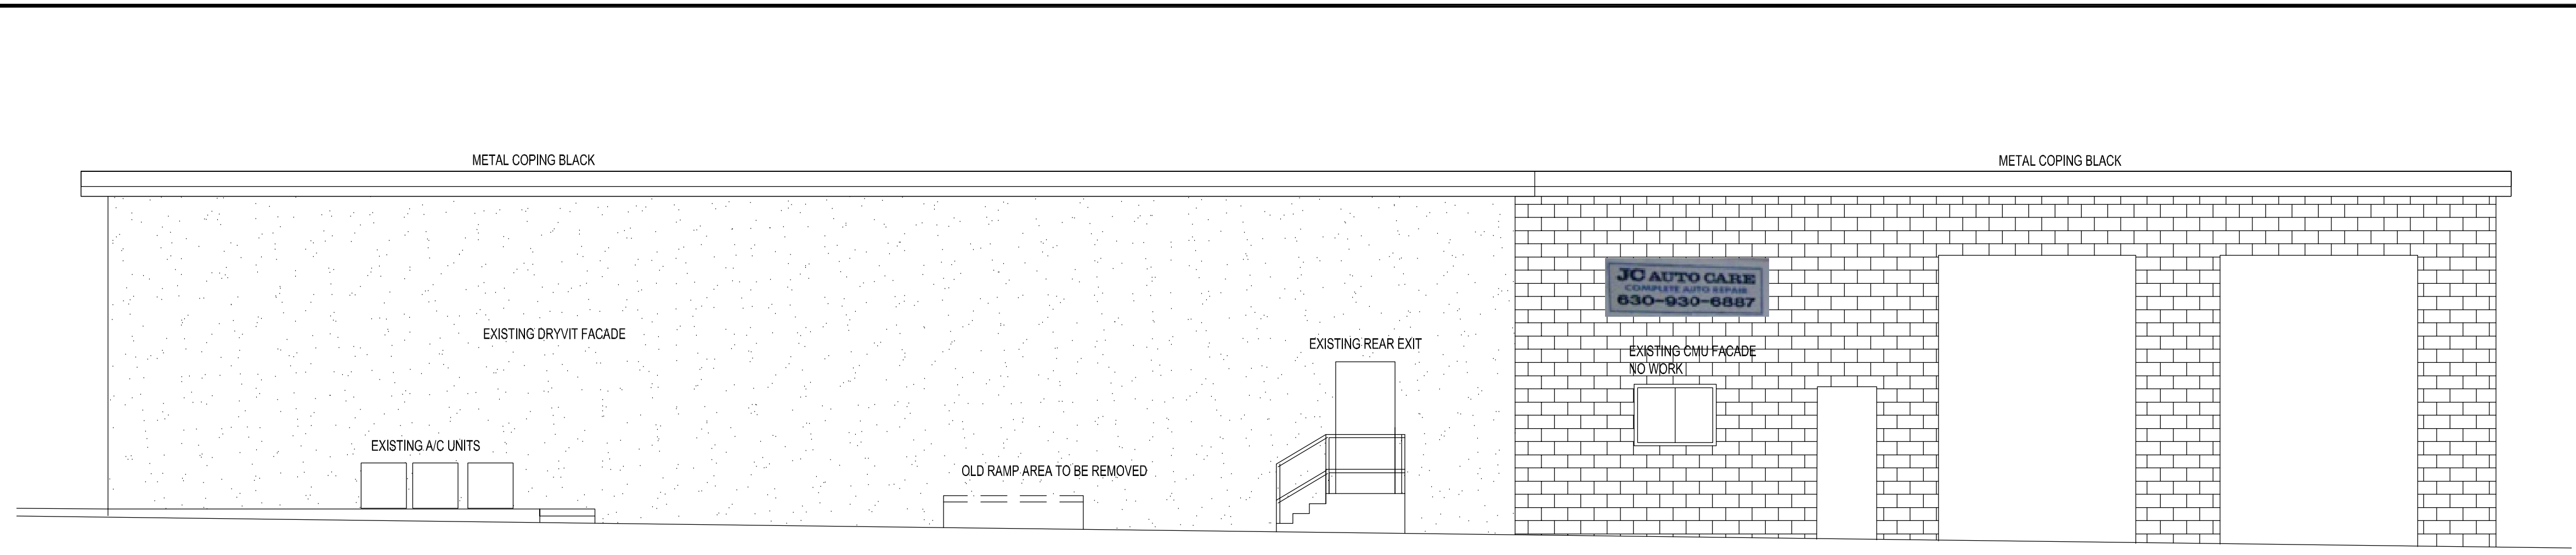 METAL COPING BLACK
METAL COPING BLACK
JC AUTO CARE
COMPLETE AUTO REPAIR
630-930-6887
EXISTING DRYVIT FACADE
EXISTING REAR EXIT
EXISTING CMU FACADE
NO WORK
EXISTING A/C UNITS
OLD RAMP AREA TO BE REMOVED